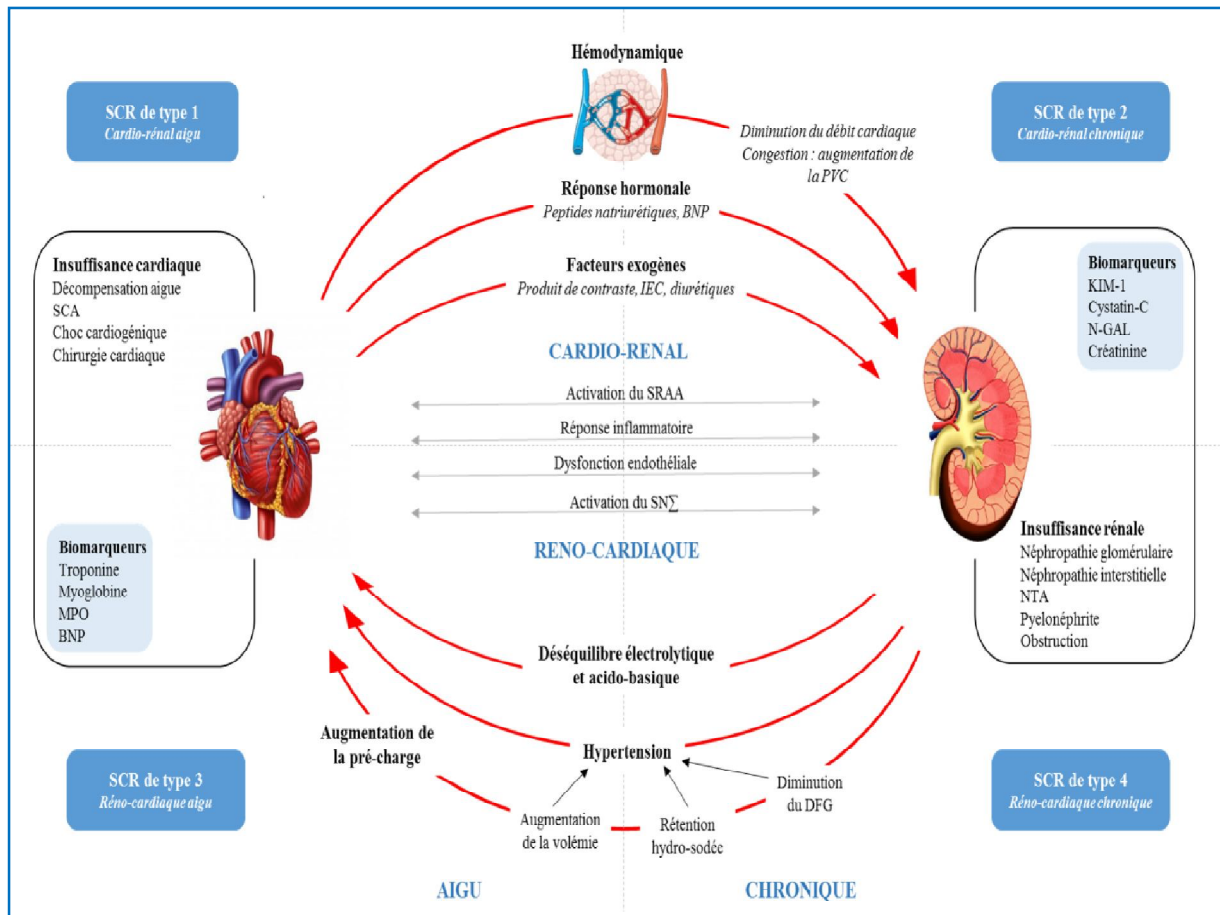 Hémodynamique
SCR de type 1
Cardio-rénal aigu
SCR de type 2
Cardio-rénal chronique
Diminution du débit cardiaque
Congestion : augmentation de
la PVC
Réponse hormonale
Peptides natriurétiques, BNP
Facteurs exogènes
Produit de contraste, IEC, diurétiques
Insuffisance cardiaque
Décompensation aigue
SCA
Choc cardiogénique
Chirurgie cardiaque
Biomarqueurs
KIM-1
Cystatin-C
N-GAL
Créatinine
CARDIO-RENAL
Activation du SRAA
Réponse inflammatoire
Dysfonction endothéliale
Activation du SN∑
RENO-CARDIAQUE
Biomarqueurs
Troponine
Myoglobine
MPO
BNP
Insuffisance rénale
Néphropathie glomérulaire
Néphropathie interstitielle
NTA
Pyelonéphrite
Obstruction
Déséquilibre électrolytique
et acido-basique
Augmentation de
la pré-charge
Hypertension
SCR de type 3
Réno-cardiaque aigu
SCR de type 4
Réno-cardiaque chronique
Diminution
du DFG
Augmentation
de la volémie
Rétention
hydro-sodée
AIGU
CHRONIQUE